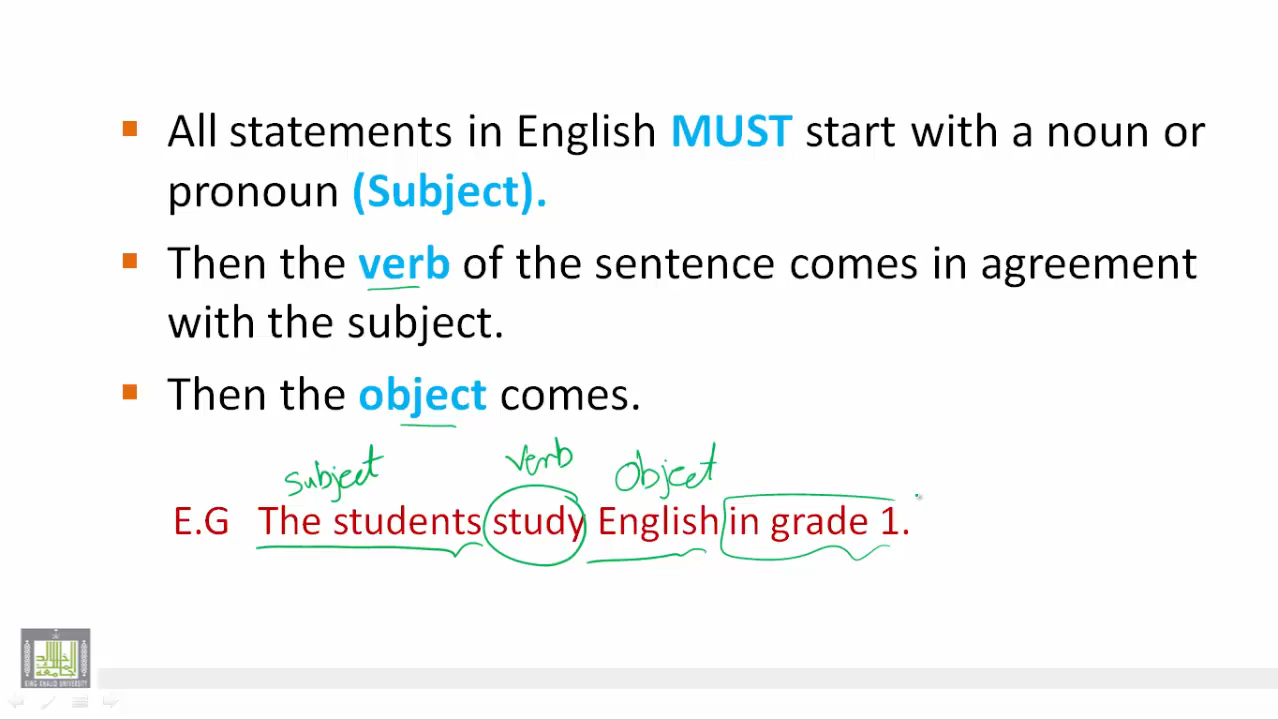 All statements in English MUST start with a noun or
pronoun (Subject).
Then the verb of the sentence comes in agreement
with the subject.
Then the object comes.
Subject verb Object
E.G The students study English in grade 1.
KING KHALID UNIVERSITY